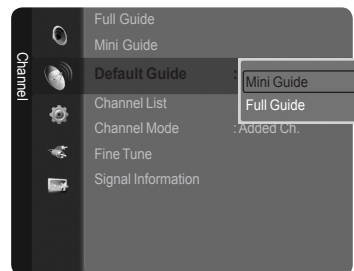 Channel
Full Guide
Mini Guide
Default Guide :
Mini Guide
Full Guide
Channel List
Channel Mode : Added Ch.
Fine Tune
Signal Information